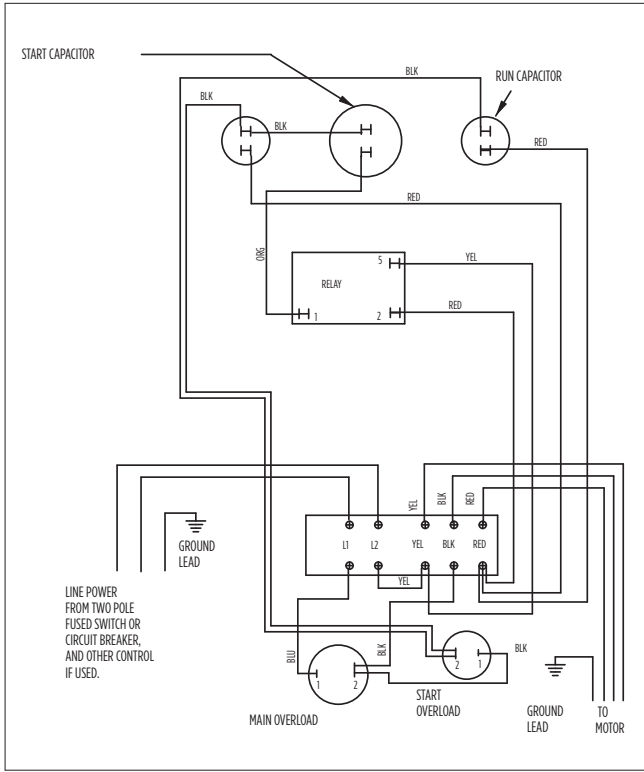 START CAPACITOR
BLK
RUN CAPACITOR
BLK
BLK
RED
RED
ORG
5
YEL
RELAY
1
2
RED
YEL
BLK
RED
GROUND
LEAD
L1
L2
YEL
BLK
RED
YEL
LINE POWER
FROM TWO POLE
FUSED SWITCH OR
CIRCUIT BREAKER,
AND OTHER CONTROL
IF USED.
BLU
BLK
BLK
1
2
2
1
MAIN OVERLOAD
START
OVERLOAD
GROUND
LEAD
TO
MOTOR